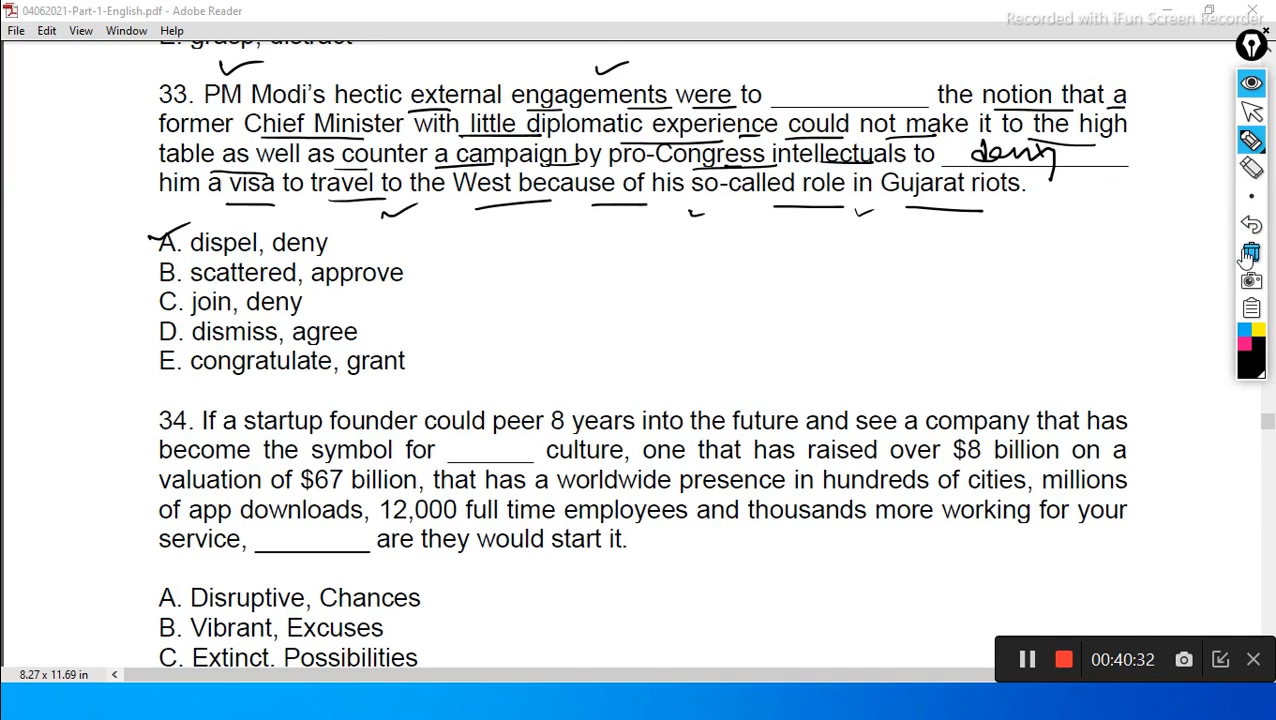 04062021-Part-1-English.pdf - Adobe Reader
Recorded with iFun Screen Recorder
File Edit View Window Help
E. grasp, distract
33. PM Modi's hectic external engagements were to ____________ the notion that a
former Chief Minister with little diplomatic experience could not make it to the high
table as well as counter a campaign by pro-Congress intellectuals to deny
him a visa to travel to the West because of his so-called role in Gujarat riots.
A. dispel, deny
B. scattered, approve
C. join, deny
D. dismiss, agree
E. congratulate, grant
34. If a startup founder could peer 8 years into the future and see a company that has
become the symbol for ______ culture, one that has raised over $8 billion on a
valuation of $67 billion, that has a worldwide presence in hundreds of cities, millions
of app downloads, 12,000 full time employees and thousands more working for your
service, ________ are they would start it.
A. Disruptive, Chances
B. Vibrant, Excuses
C. Extinct. Possibilities
8.27 x 11.69 in
00:40:32